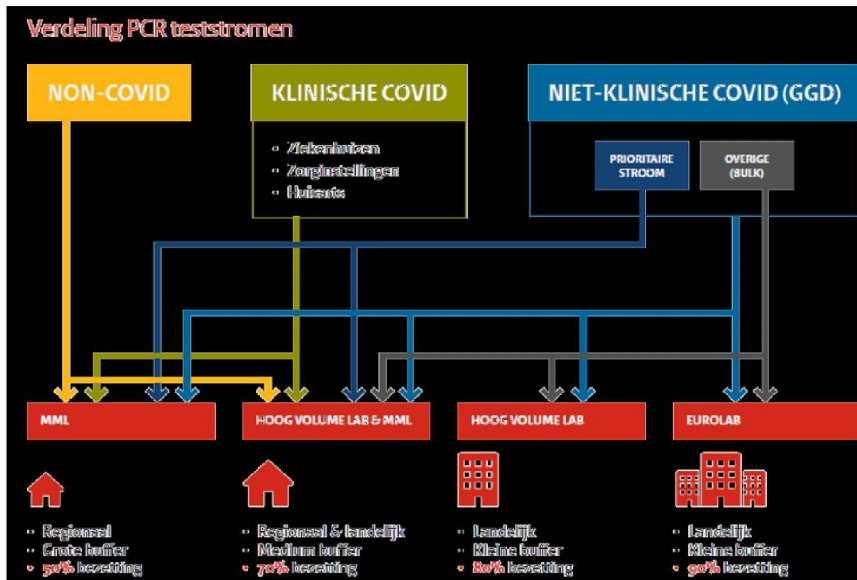 Verdeling PCR teststromen
NON-COVID
KLINISCHE COVID
NIET-KLINISCHE COVID (GGD)
• Ziekenhuizen
• Zorginstellingen
• Huisarts
PRIORITAIRE
STROOM
OVERIGE
(BULK)
MML
HOOG VOLUME LAB & MML
HOOG VOLUME LAB
EUROLAB
• Regionaal
• Grote buffer
• 50% bezetting
• Regionaal & landelijk
• Medium buffer
• 70% bezetting
• Landelijk
• Kleine buffer
• 80% bezetting
• Landelijk
• Kleine buffer
• 90% bezetting